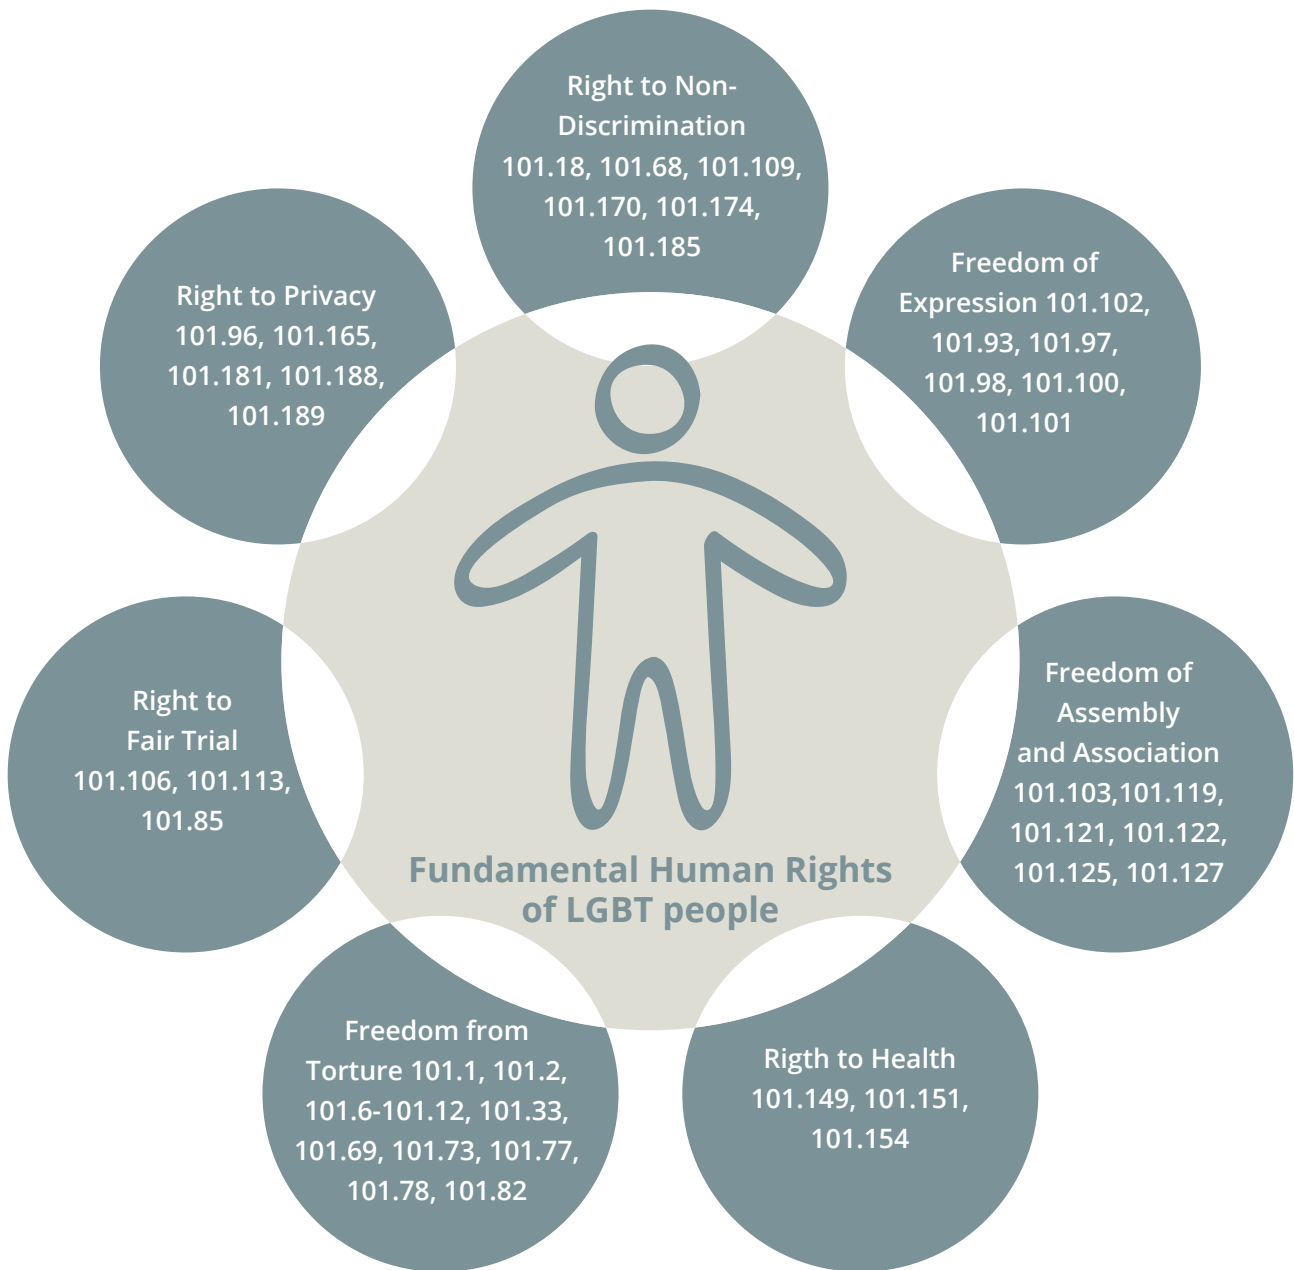 Right to Non-
Discrimination
101.18, 101.68, 101.109,
101.170, 101.174,
101.185
Freedom of
Expression 101.102,
101.93, 101.97,
101.98, 101.100,
101.101
Right to Privacy
101.96, 101.165,
101.181, 101.188,
101.189
Freedom of
Assembly
and Association
101.103,101.119,
101.121, 101.122,
101.125, 101.127
Right to
Fair Trial
101.106, 101.113,
101.85
Fundamental Human Rights
of LGBT people
Freedom from
Torture 101.1, 101.2,
101.6-101.12, 101.33,
101.69, 101.73, 101.77,
101.78, 101.82
Rigth to Health
101.149, 101.151,
101.154